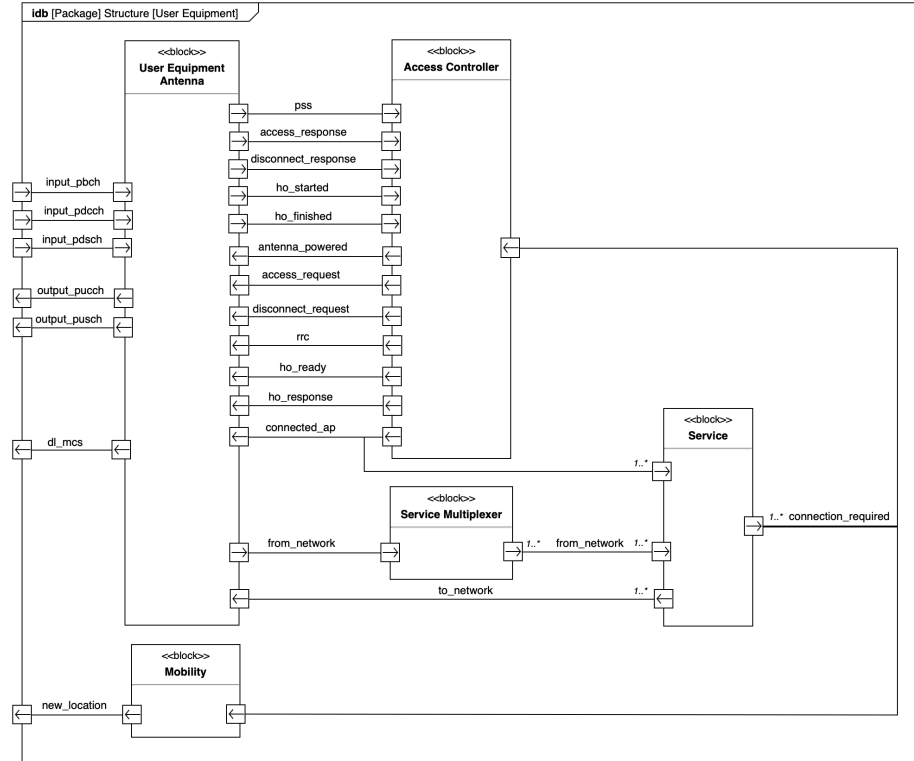 idb [Package] Structure [User Equipment]
<<block>>
User Equipment
Antenna
<<block>>
Access Controller
pss
access_response
disconnect_response
input_pbch
ho_started
input_pdcch
ho_finished
input_pdsch
antenna_powered
access_request
output_pucch
disconnect_request
output_pusch
rrc
ho_ready
ho_response
connected_ap
dl_mcs
<<block>>
Service
1..*
<<block>>
Service Multiplexer
1..* connection_required
from_network
1..* from_network 1..*
to_network
1..*
<<block>>
Mobility
new_location